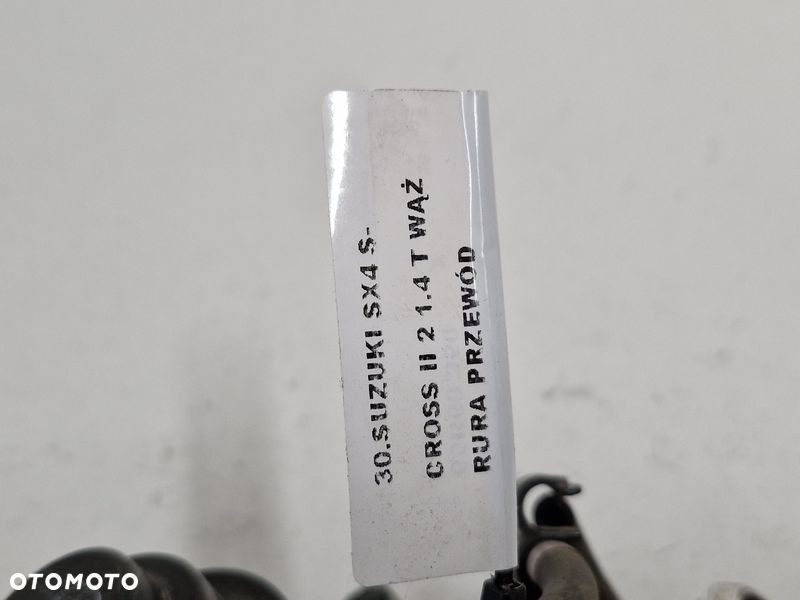 30.SUZUKI SX4 S-
CROSS II 2 1.4 T WĄŻ
RURA PRZEWÓD
OTOMOTO